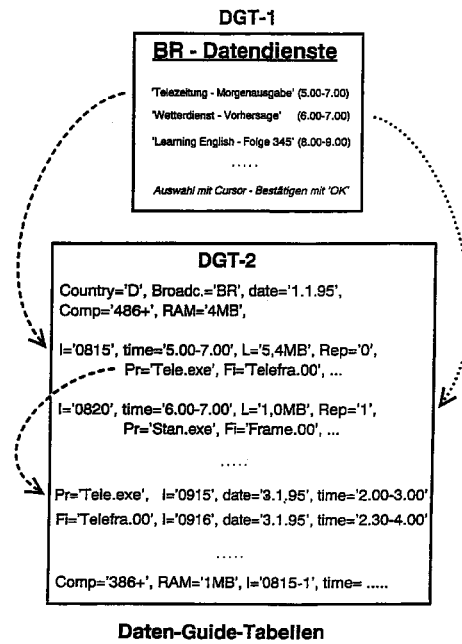 DGT-1
BR - Datendienste
'Telezeitung - Morgenausgabe' (5.00-7.00)
'Wetterdienst - Vorhersage' (6.00-7.00)
'Learning English - Folge 345' (8.00-9.00)
.....
Auswahl mit Cursor - Bestätigen mit 'OK'
DGT-2
Country='D', Broadc.='BR', date='1.1.95',
Comp='486+', RAM='4MB',
I='0815', time='5.00-7.00', L='5,4MB', Rep='0',
Pr='Tele.exe', Fi='Telefra.00', ...
I='0820', time='6.00-7.00', L='1,0MB', Rep='1',
Pr='Stan.exe', Fi='Frame.00', ...
.....
Pr='Tele.exe', I='0915', date='3.1,95', time='2.00-3.00'
Fi='Telefra.00', I='0916', date='3.1.95', time='2.30-4.00'
.....
Comp='386+', RAM='1MB', I='0815-1', time= .....
Daten-Guide-Tabellen